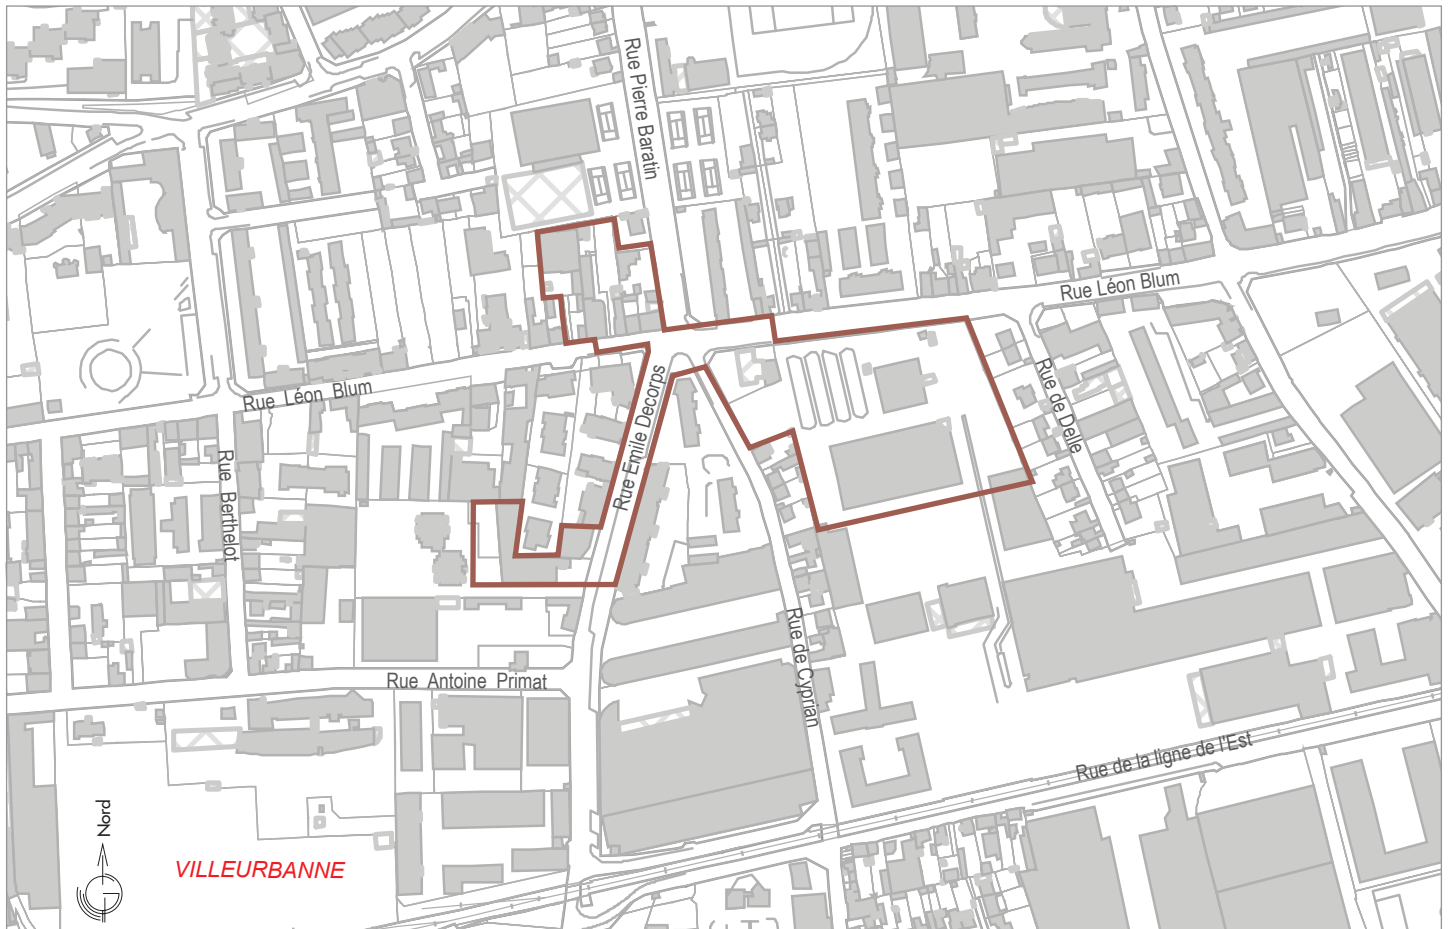 Rue Pierre Baratin
Rue Léon Blum
Rue Léon Blum
Rue Emile Decorps
Rue de Delle
Rue Berthelot
Rue de Cyprian
Rue Antoine Primat
Rue de la ligne de l'Est
Nord
VILLEURBANNE